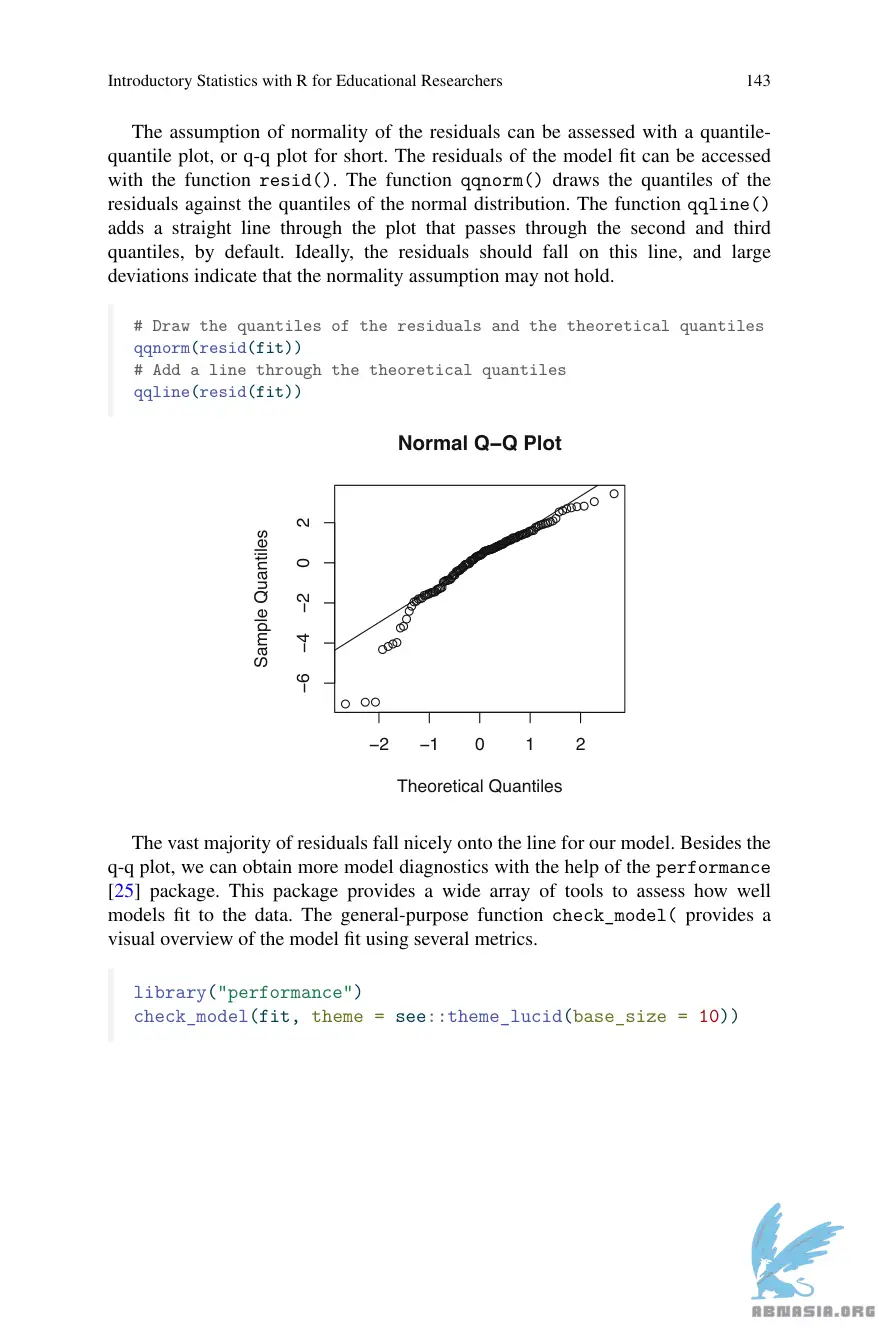 Introductory Statistics with R for Educational Researchers 143
The assumption of normality of the residuals can be assessed with a quantile-
quantile plot, or q-q plot for short. The residuals of the model fit can be accessed
with the function resid(). The function qqnorm() draws the quantiles of the
residuals against the quantiles of the normal distribution. The function qqline()
adds a straight line through the plot that passes through the second and third
quantiles, by default. Ideally, the residuals should fall on this line, and large
deviations indicate that the normality assumption may not hold.
# Draw the quantiles of the residuals and the theoretical quantiles
qqnorm(resid(fit))
# Add a line through the theoretical quantiles
qqline(resid(fit))
Normal Q−Q Plot
Sample Quantiles
2
0
−2
−4
−6
−2 −1 0 1 2
Theoretical Quantiles
The vast majority of residuals fall nicely onto the line for our model. Besides the
q-q plot, we can obtain more model diagnostics with the help of the performance
[25] package. This package provides a wide array of tools to assess how well
models fit to the data. The general-purpose function check_model( provides a
visual overview of the model fit using several metrics.
library("performance")
check_model(fit, theme = see::theme_lucid(base_size = 10))
ABNASIA.ORG